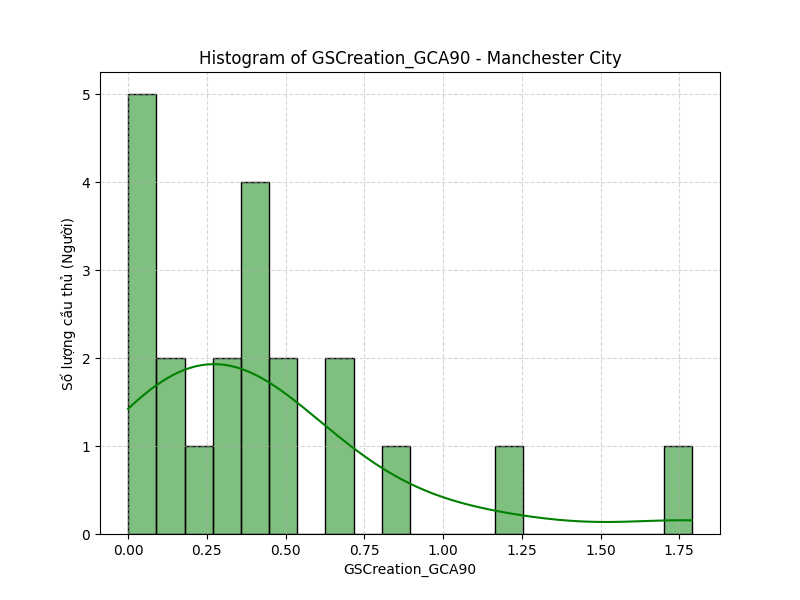 Histogram of GSCreation_GCA90 - Manchester City
Số lượng cầu thủ (Người)
5
4
3
2
1
0
0.00 0.25 0.50 0.75 1.00 1.25 1.50 1.75
GSCreation_GCA90